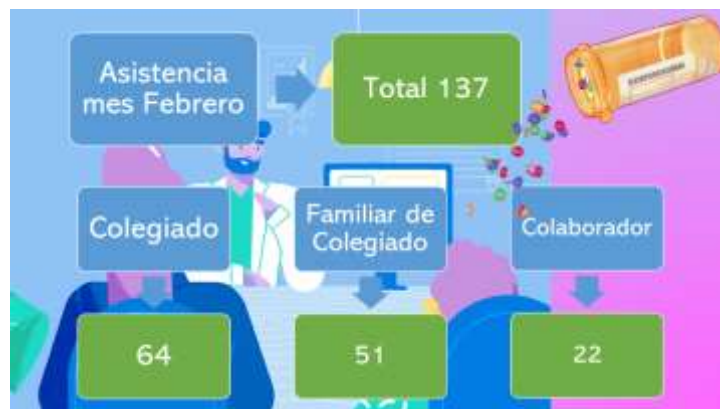 Asistencia
mes Febrero
Total 137
Colegiado
Familiar de
Colegiado
Colaborador
64
51
22